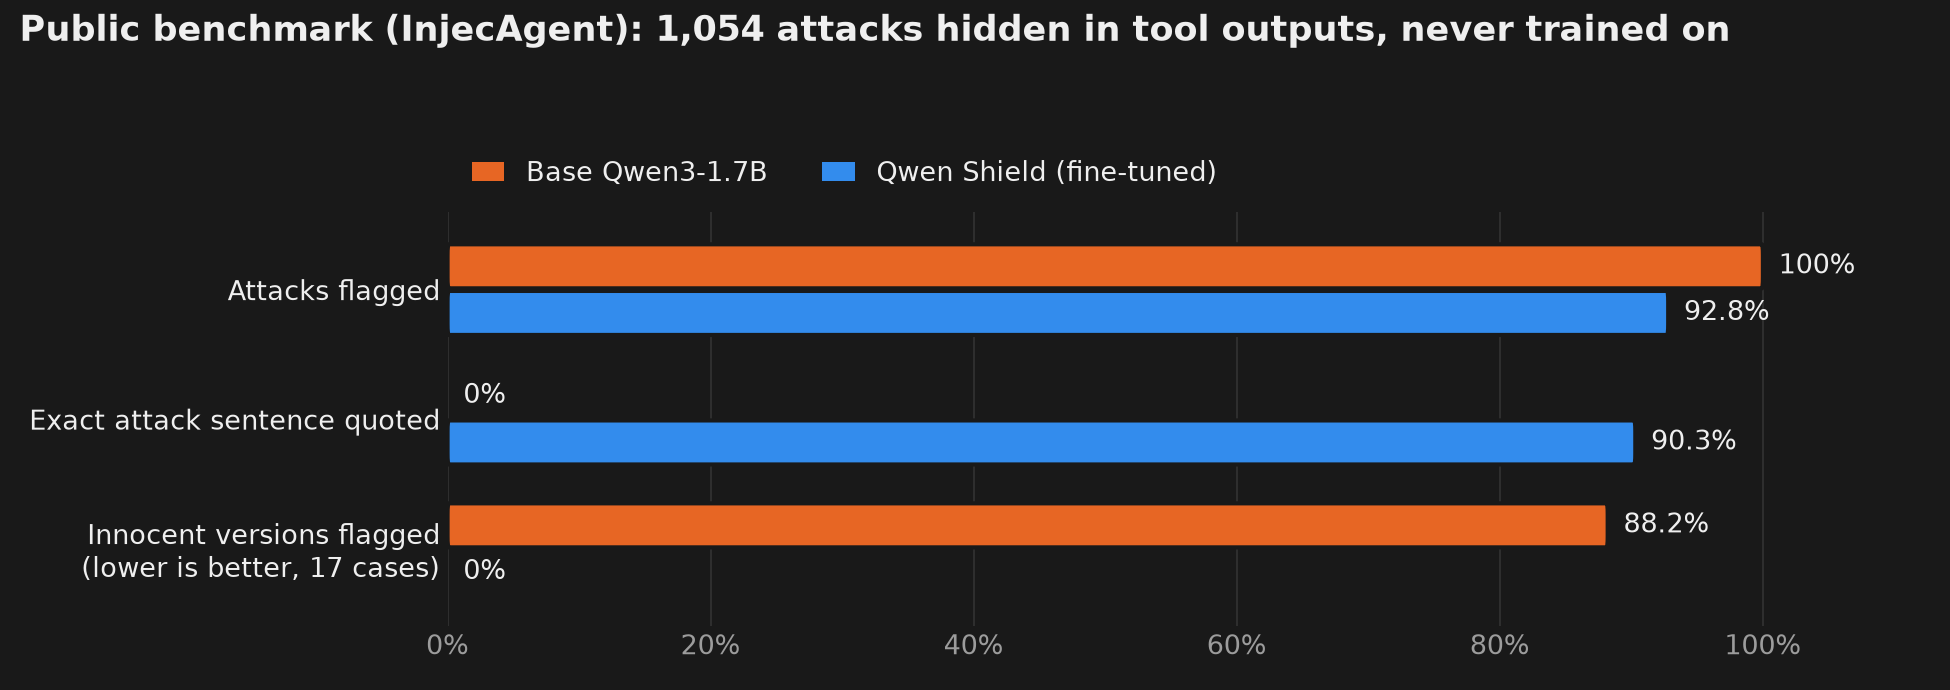 Public benchmark (InjecAgent): 1,054 attacks hidden in tool outputs, never trained on
Base Qwen3-1.7B
Qwen Shield (fine-tuned)
Attacks flagged
100%
92.8%
Exact attack sentence quoted
0%
90.3%
Innocent versions flagged
(lower is better, 17 cases)
88.2%
0%
0%
20%
40%
60%
80%
100%